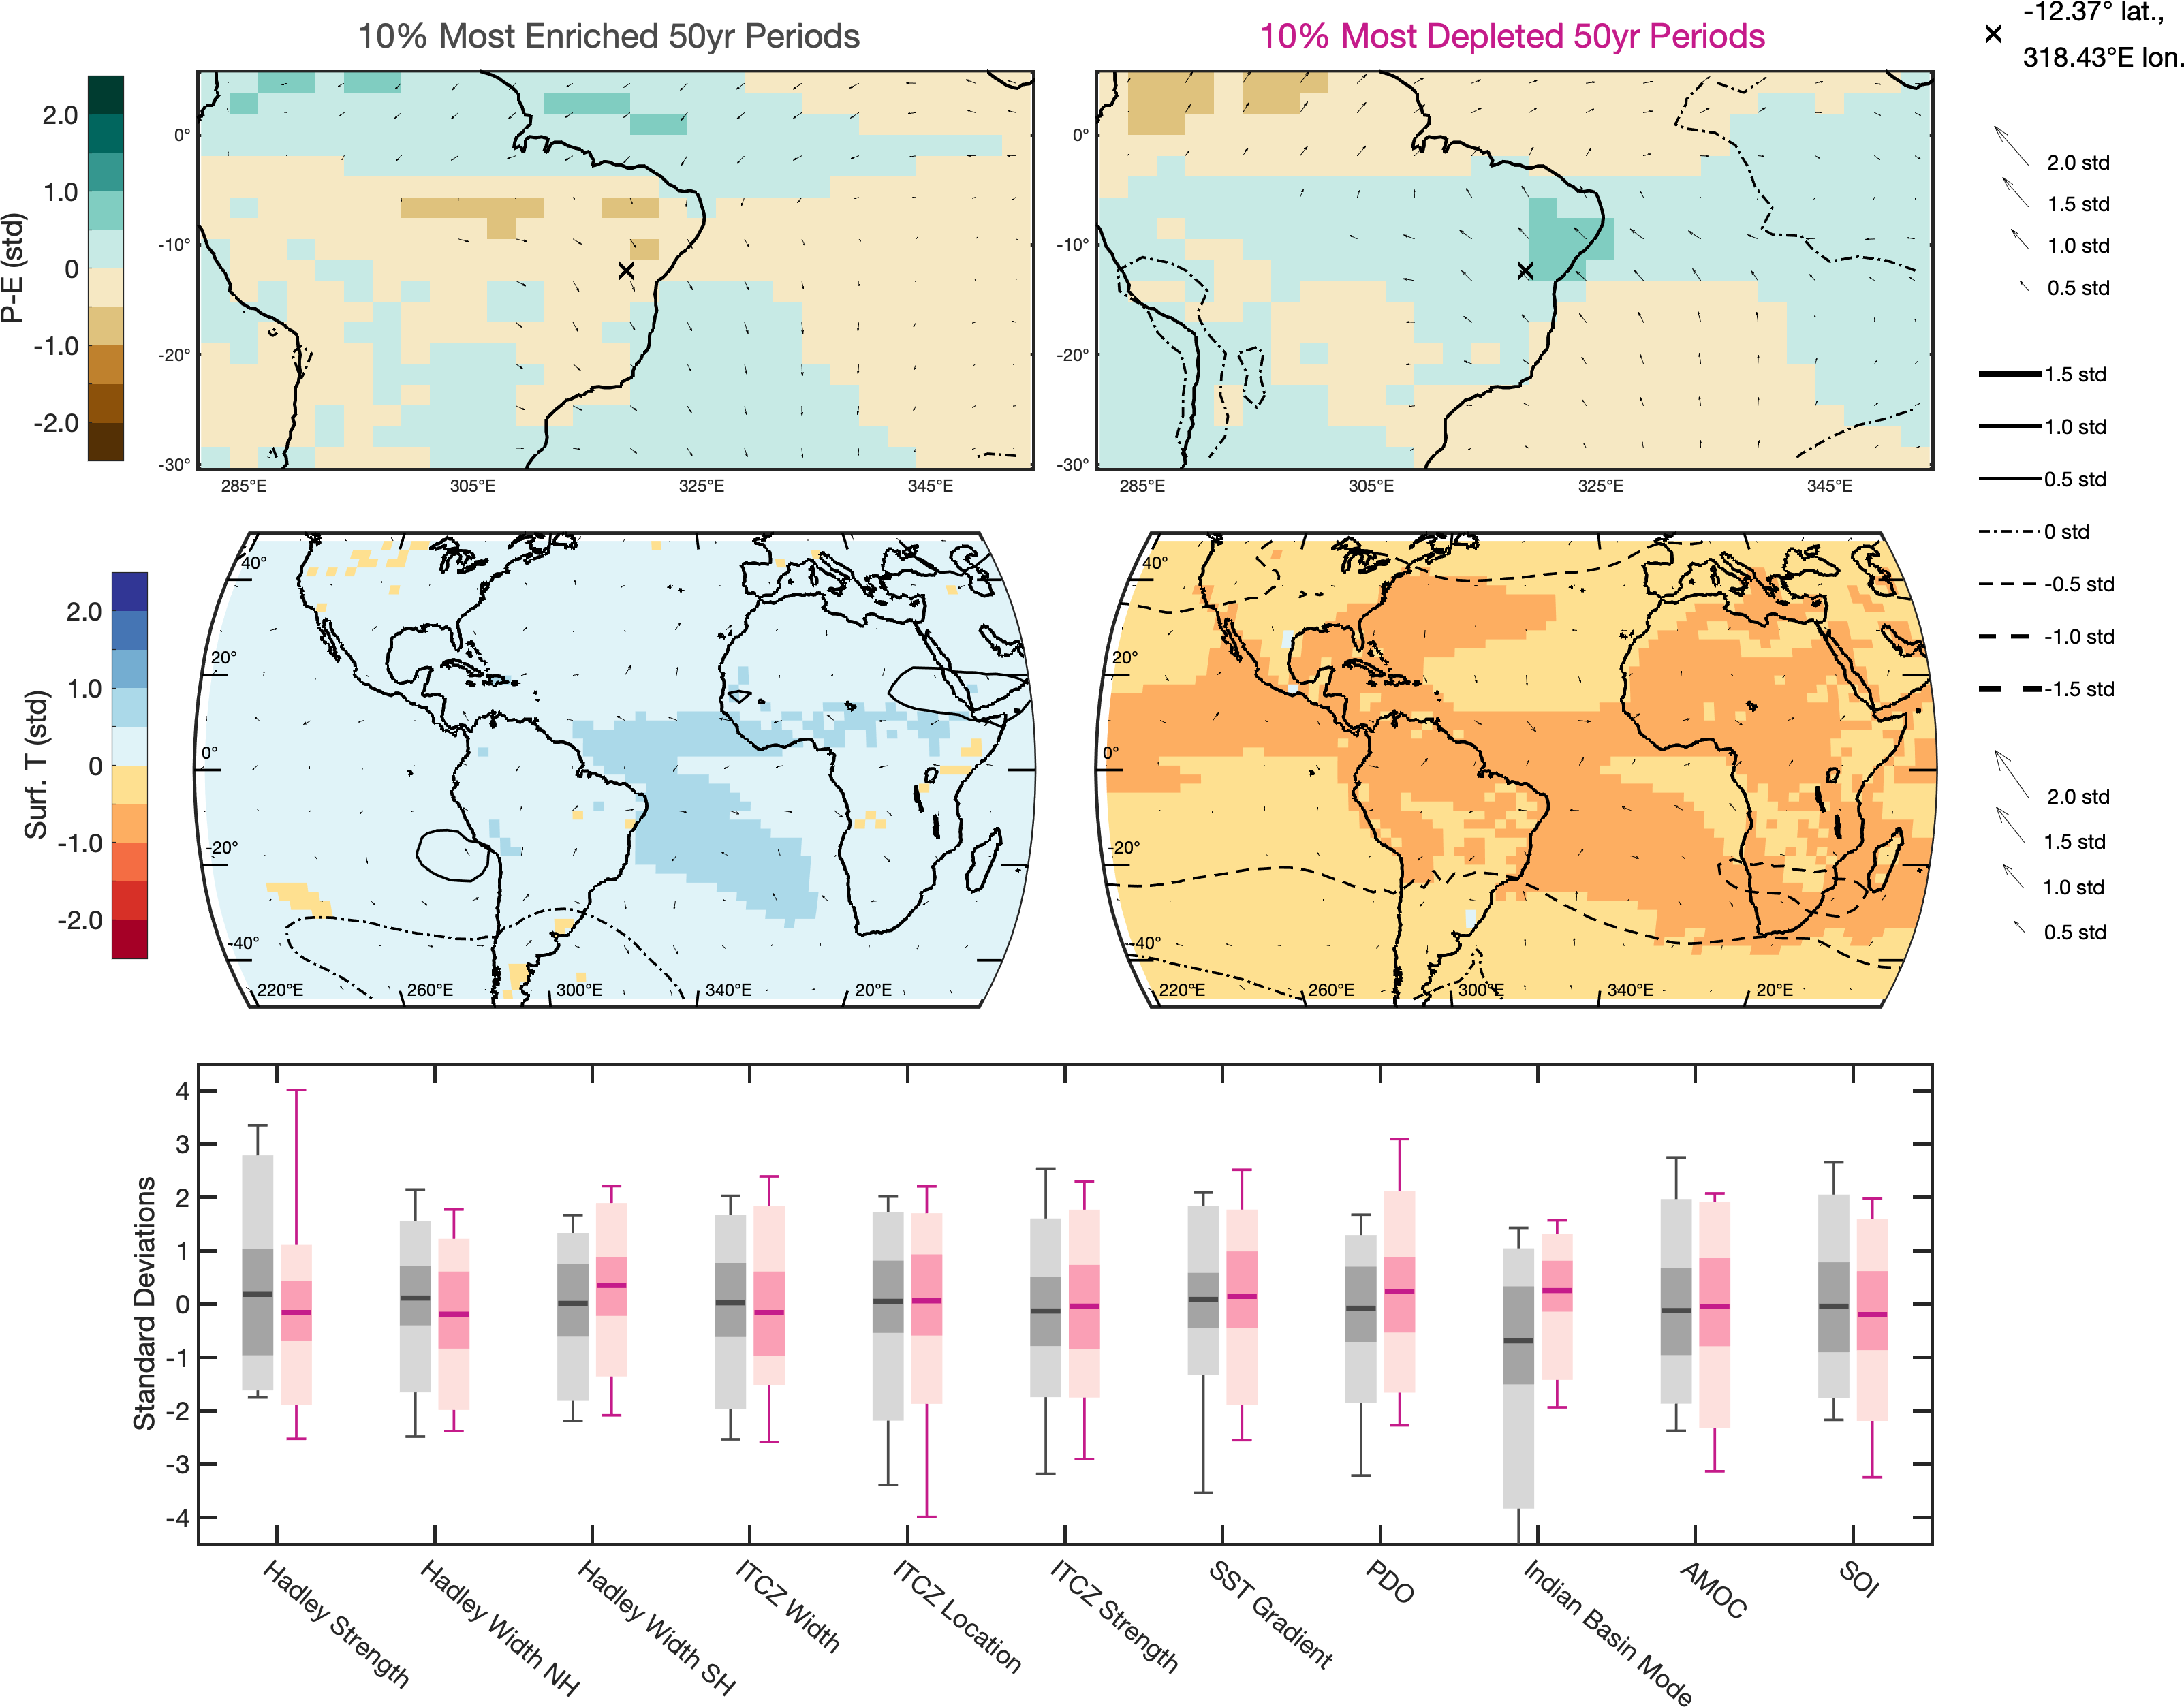 10% Most Enriched 50yr Periods
10% Most Depleted 50yr Periods
-12.37° lat.,
318.43°E lon.
P-E (std)
2.0
1.0
0
-1.0
-2.0
0°
-10°
-20°
-30°
285°E
305°E
325°E
345°E
0°
-10°
-20°
-30°
285°E
305°E
325°E
345°E
2.0 std
1.5 std
1.0 std
0.5 std
1.5 std
1.0 std
0.5 std
0 std
-0.5 std
-1.0 std
-1.5 std
Surf. T (std)
2.0
1.0
0
-1.0
-2.0
40°
20°
0°
-20°
-40°
220°E
260°E
300°E
340°E
20°E
40°
20°
0°
-20°
-40°
220°E
260°E
300°E
340°E
20°E
2.0 std
1.5 std
1.0 std
0.5 std
Standard Deviations
4
3
2
1
0
-1
-2
-3
-4
Hadley Strength
Hadley Width NH
Hadley Width SH
ITCZ Width
ITCZ Location
ITCZ Strength
SST Gradient
PDO
Indian Basin Mode
AMOC
SOI